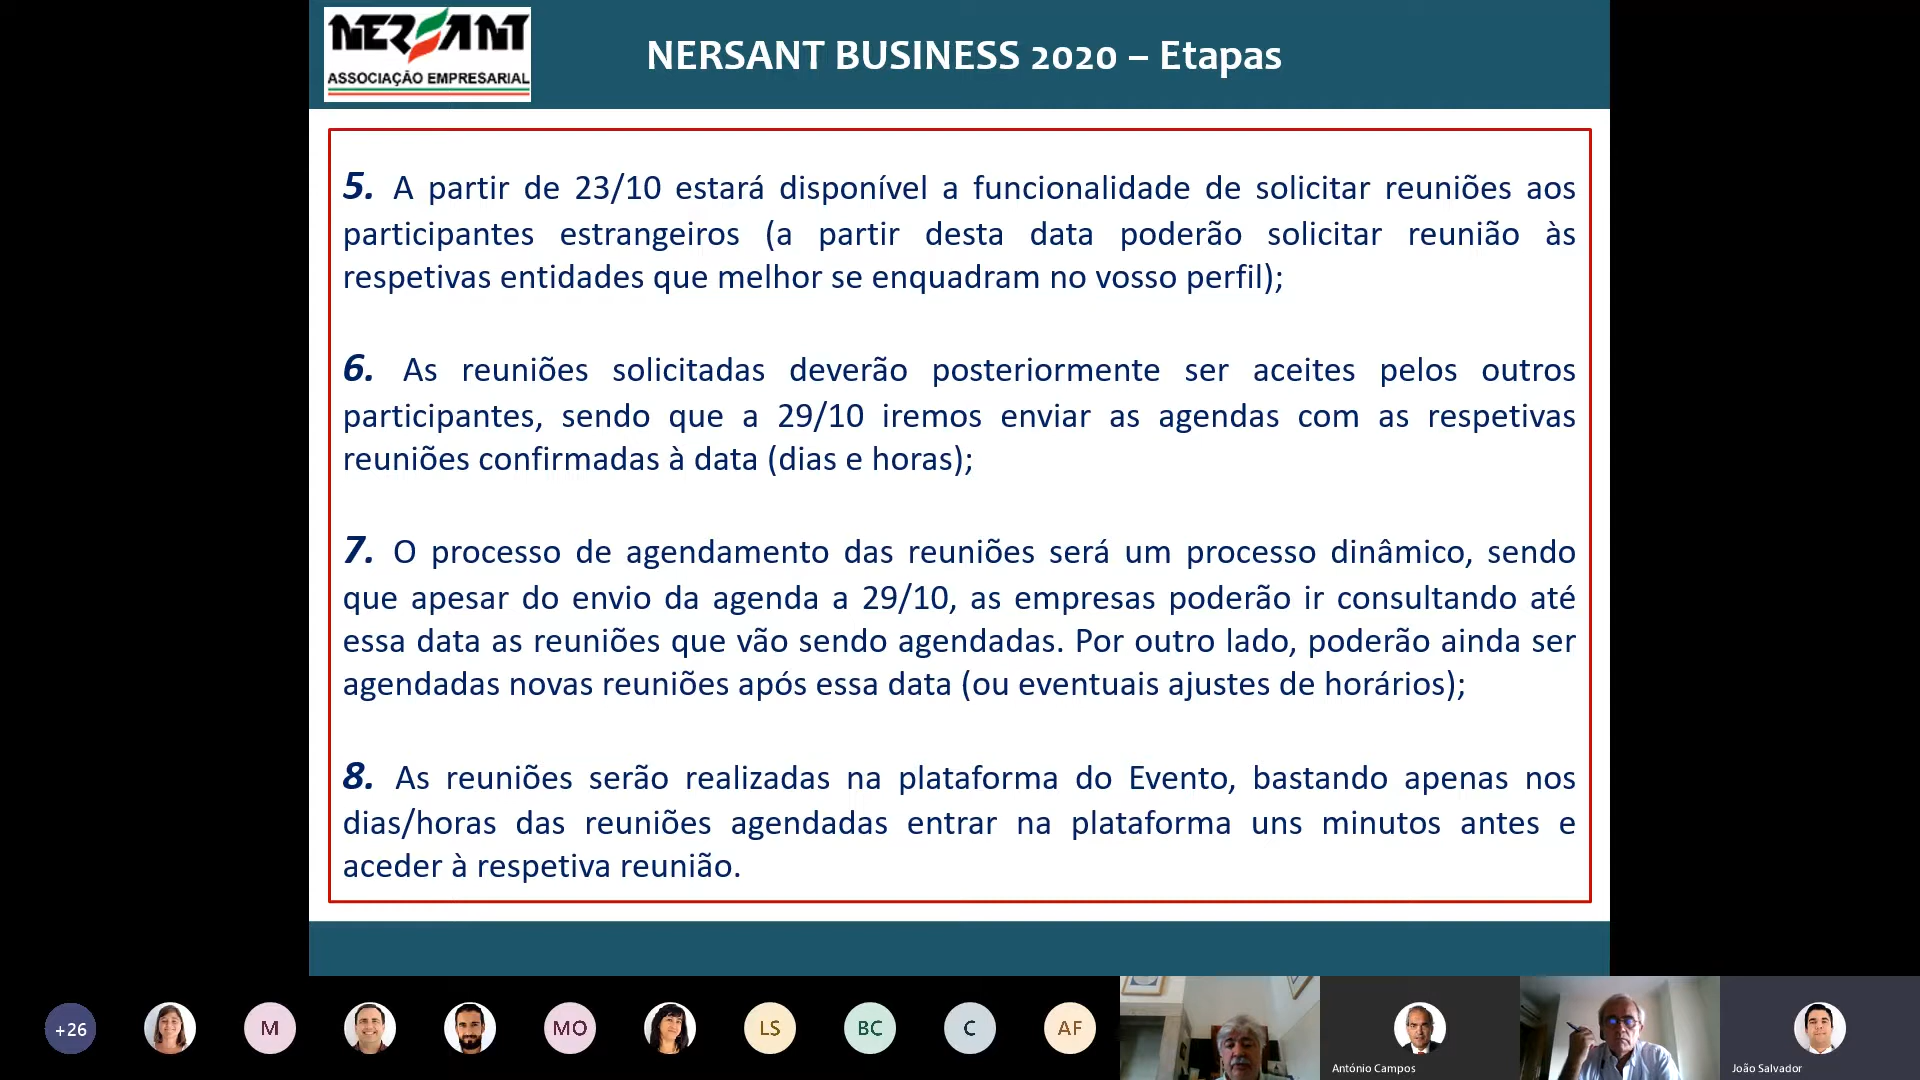 NERSANT
ASSOCIAÇÃO EMPRESARIAL
NERSANT BUSINESS 2020 – Etapas
5. A partir de 23/10 estará disponível a funcionalidade de solicitar reuniões aos
participantes estrangeiros (a partir desta data poderão solicitar reunião às
respetivas entidades que melhor se enquadram no vosso perfil);
6. As reuniões solicitadas deverão posteriormente ser aceites pelos outros
participantes, sendo que a 29/10 iremos enviar as agendas com as respetivas
reuniões confirmadas à data (dias e horas);
7. O processo de agendamento das reuniões será um processo dinâmico, sendo
que apesar do envio da agenda a 29/10, as empresas poderão ir consultando até
essa data as reuniões que vão sendo agendadas. Por outro lado, poderão ainda ser
agendadas novas reuniões após essa data (ou eventuais ajustes de horários);
8. As reuniões serão realizadas na plataforma do Evento, bastando apenas nos
dias/horas das reuniões agendadas entrar na plataforma uns minutos antes e
aceder à respetiva reunião.
+26
M
MO
LS
BC
C
AF
António Campos
João Salvador